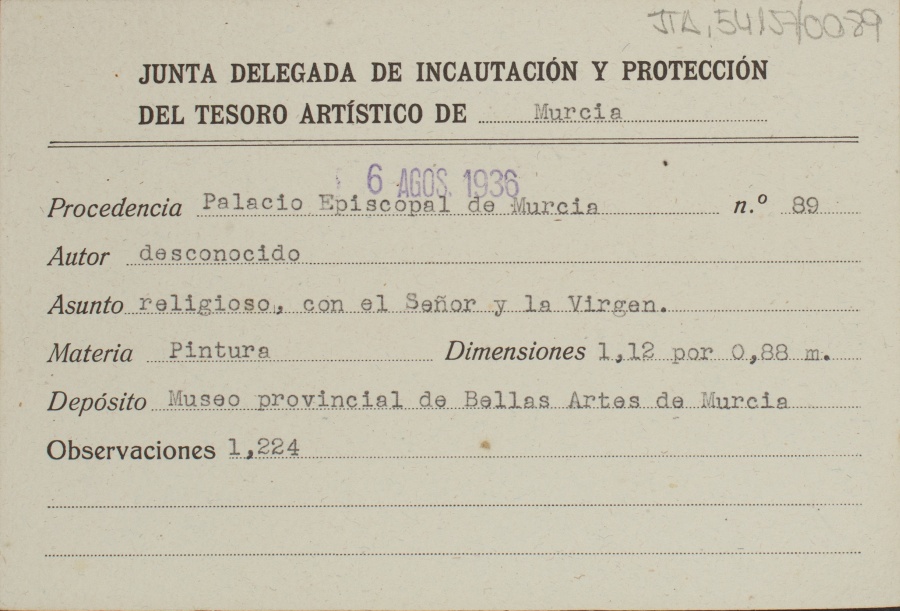 JTA, 5415/0089
JUNTA DELEGADA DE INCAUTACIÓN Y PROTECCIÓN
DEL TESORO ARTÍSTICO DE Murcia
6 AGOS. 1936
Procedencia Palacio Episcopal de Murcia n.º 89
Autor desconocido
Asunto religioso, con el Señor y la Virgen.
Materia Pintura Dimensiones 1,12 por 0,88 m.
Depósito Museo provincial de Bellas Artes de Murcia
Observaciones 1,224